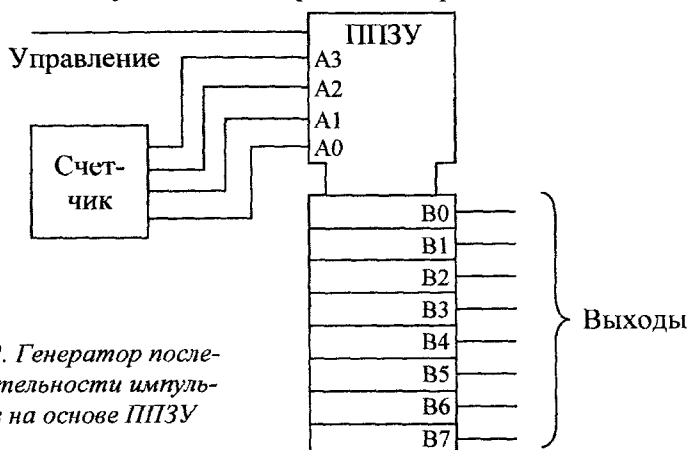 ППЗУ
Управление
A3
A2
A1
A0
Счет-
чик
B0
B1
B2
B3
B4
B5
B6
B7
Выходы
. Генератор после-
тельности импуль-
на основе ППЗУ